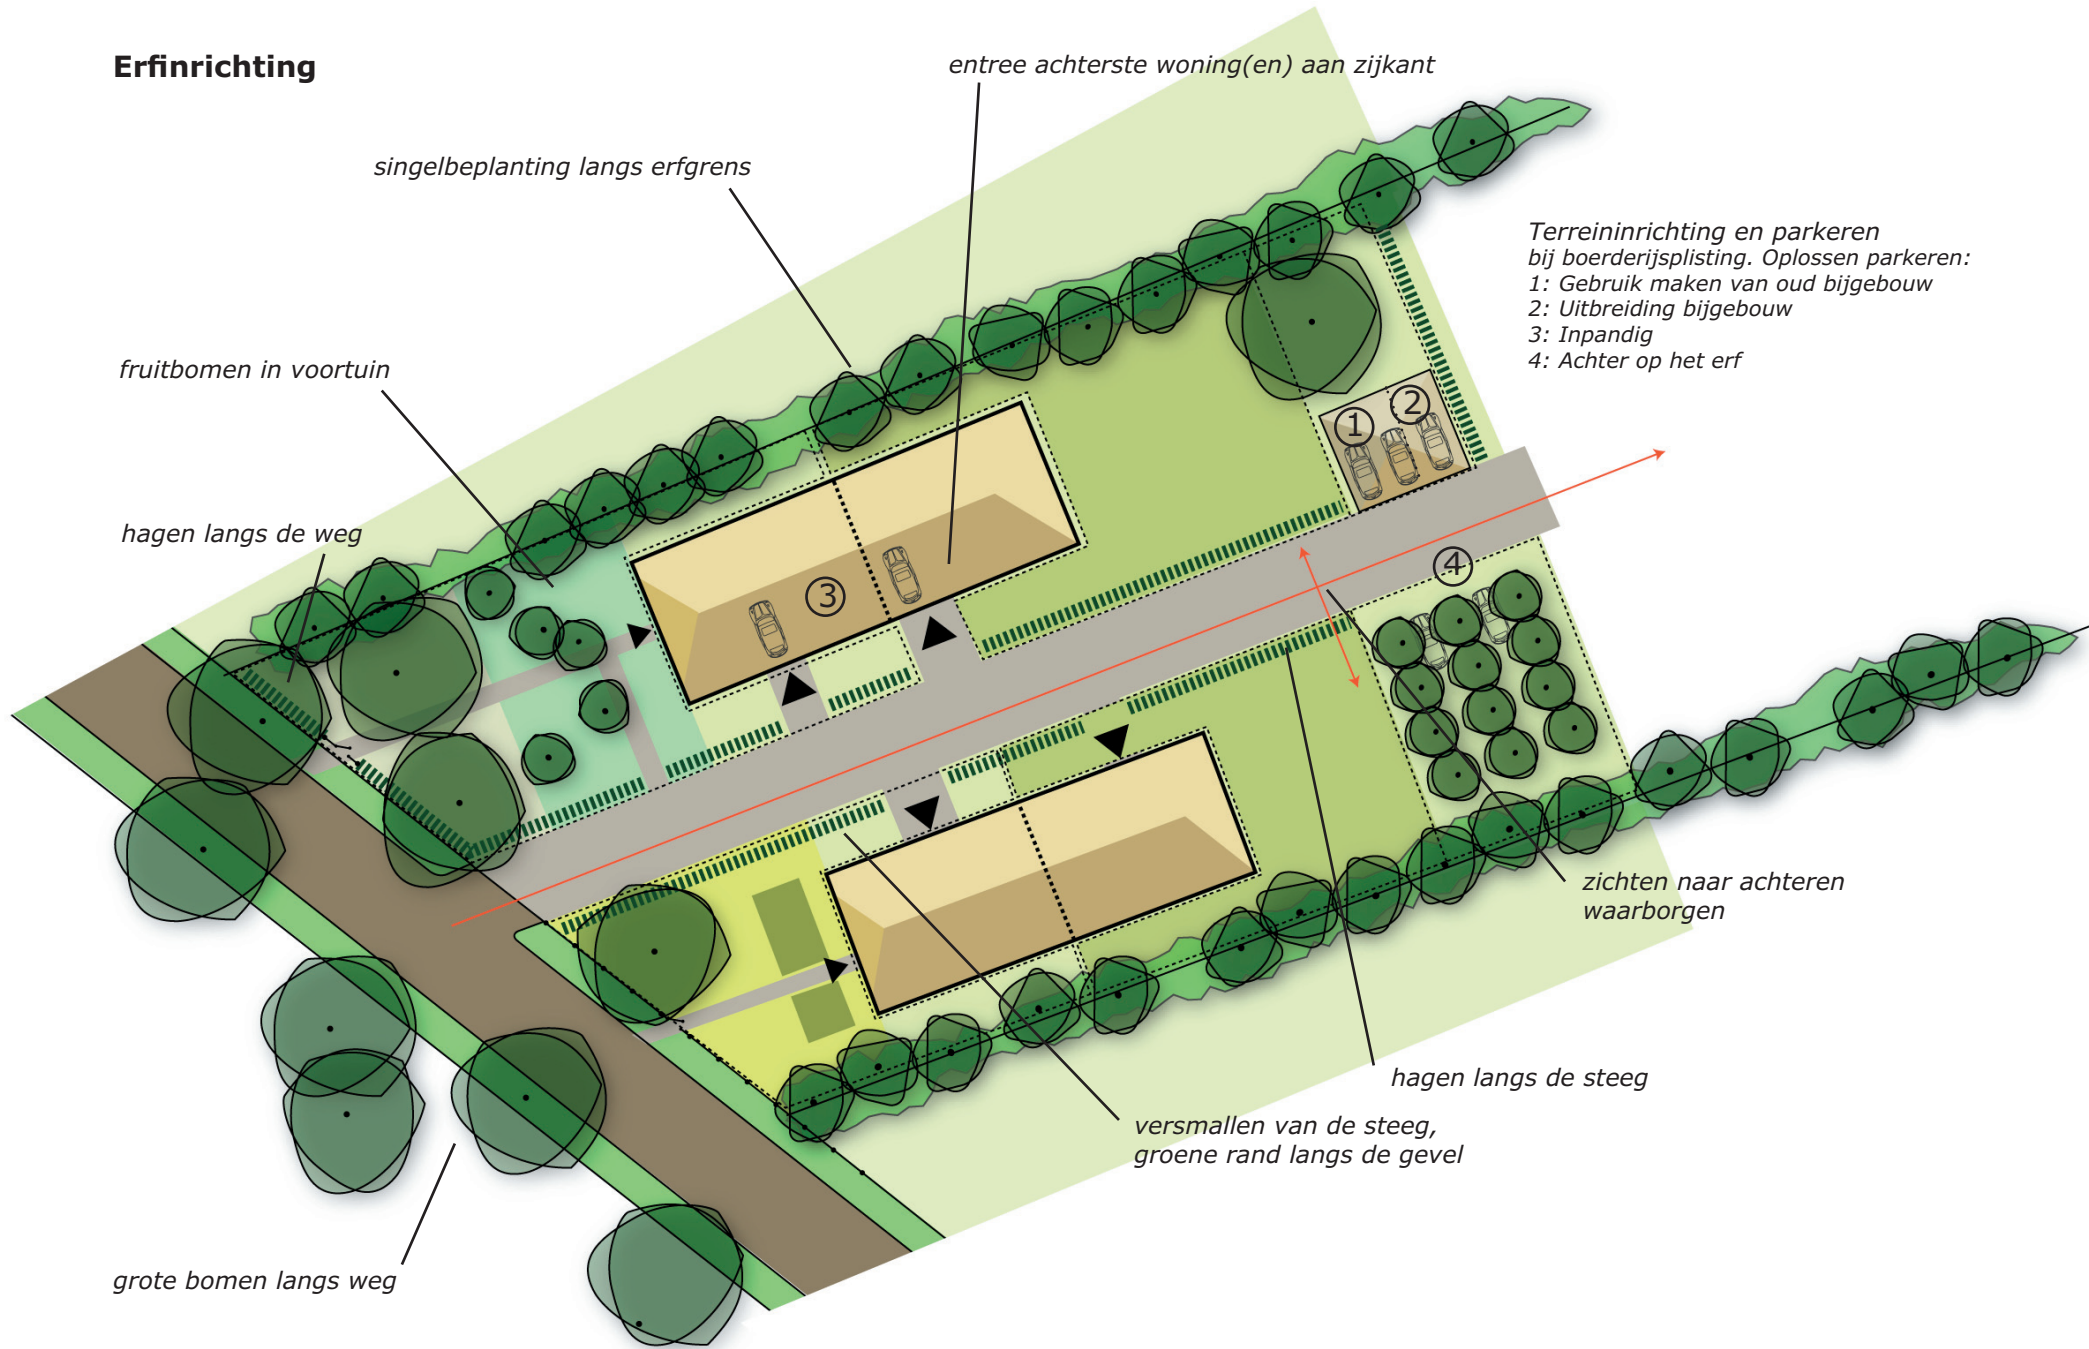 Erfinrichting
entree achterste woning(en) aan zijkant
singelbeplanting langs erfgrens
Terreininrichting en parkeren
bij boerderijsplisting. Oplossen parkeren:
1: Gebruik maken van oud bijgebouw
2: Uitbreiding bijgebouw
3: Inpandig
4: Achter op het erf
fruitbomen in voortuin
hagen langs de weg
1
2
3
4
zichten naar achteren
waarborgen
hagen langs de steeg
versmallen van de steeg,
groene rand langs de gevel
grote bomen langs weg